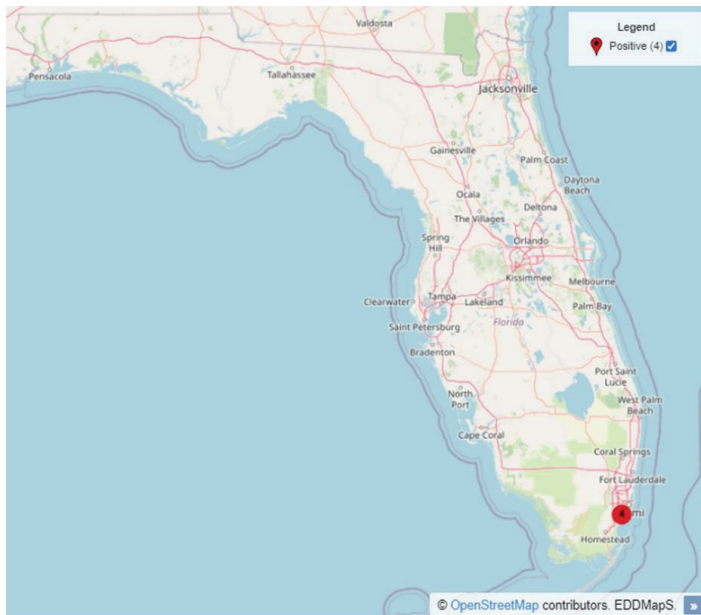 Valdosta
Legend
Positive (4)
Pensacola
Tallahassee
Jacksonville
Gainesville
Palm Coast
Daytona
Beach
Ocala
Deltona
The Villages
Spring
Hill
Orlando
Kissimmee
Melbourne
Clearwater
Tampa
Lakeland
Palm Bay
Saint Petersburg
Florida
Bradenton
Port Saint
Lucie
North
Port
West Palm
Beach
Cape Coral
Coral Springs
Fort Lauderdale
4 mi
Homestead
© OpenStreetMap contributors. EDDMapS. »